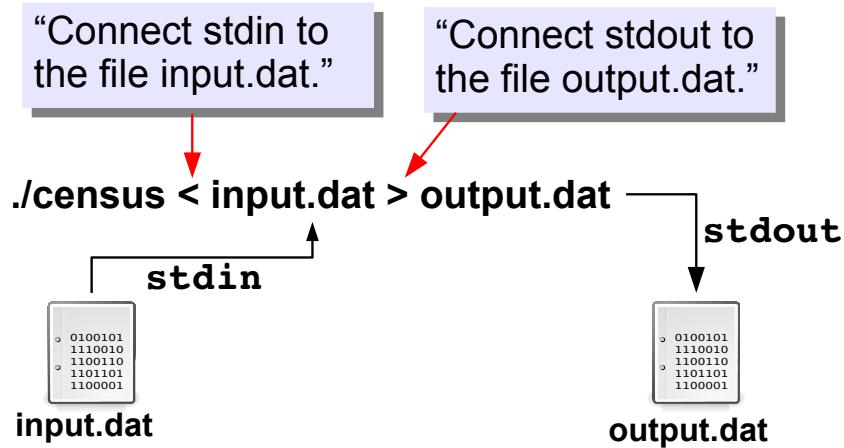 “Connect stdin to
the file input.dat.”
“Connect stdout to
the file output.dat.”
./census < input.dat > output.dat
stdout
stdin
0100101
1110010
1100110
1101101
1100001
input.dat
0100101
1110010
1100110
1101101
1100001
output.dat